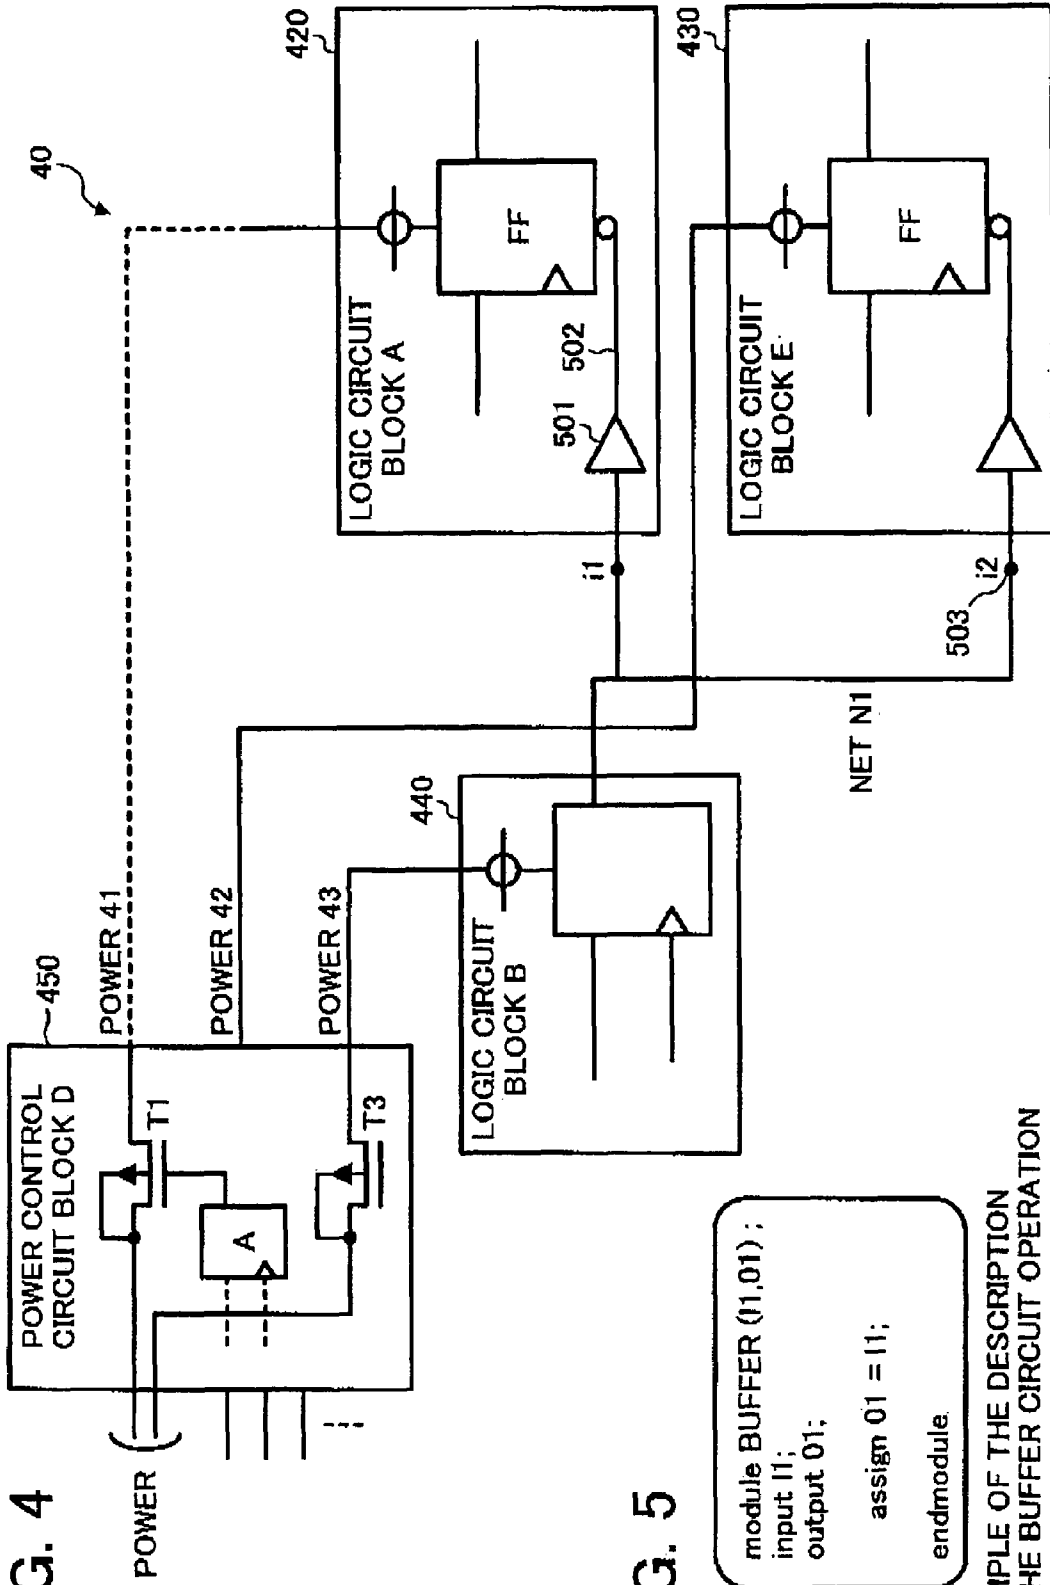 G. 4
40
POWER
POWER CONTROL
CIRCUIT BLOCK D
450
T1
A
T3
POWER 41
POWER 42
POWER 43
LOGIC CIRCUIT
BLOCK A
420
FF
501
502
i1
LOGIC CIRCUIT
BLOCK B
440
NET N1
LOGIC CIRCUIT
BLOCK E
430
FF
503
i2
G. 5
module BUFFER (I1,01) ;
input I1;
output 01;
assign 01 = I1;
endmodule
PLE OF THE DESCRIPTION
HE BUFFER CIRCUIT OPERATION